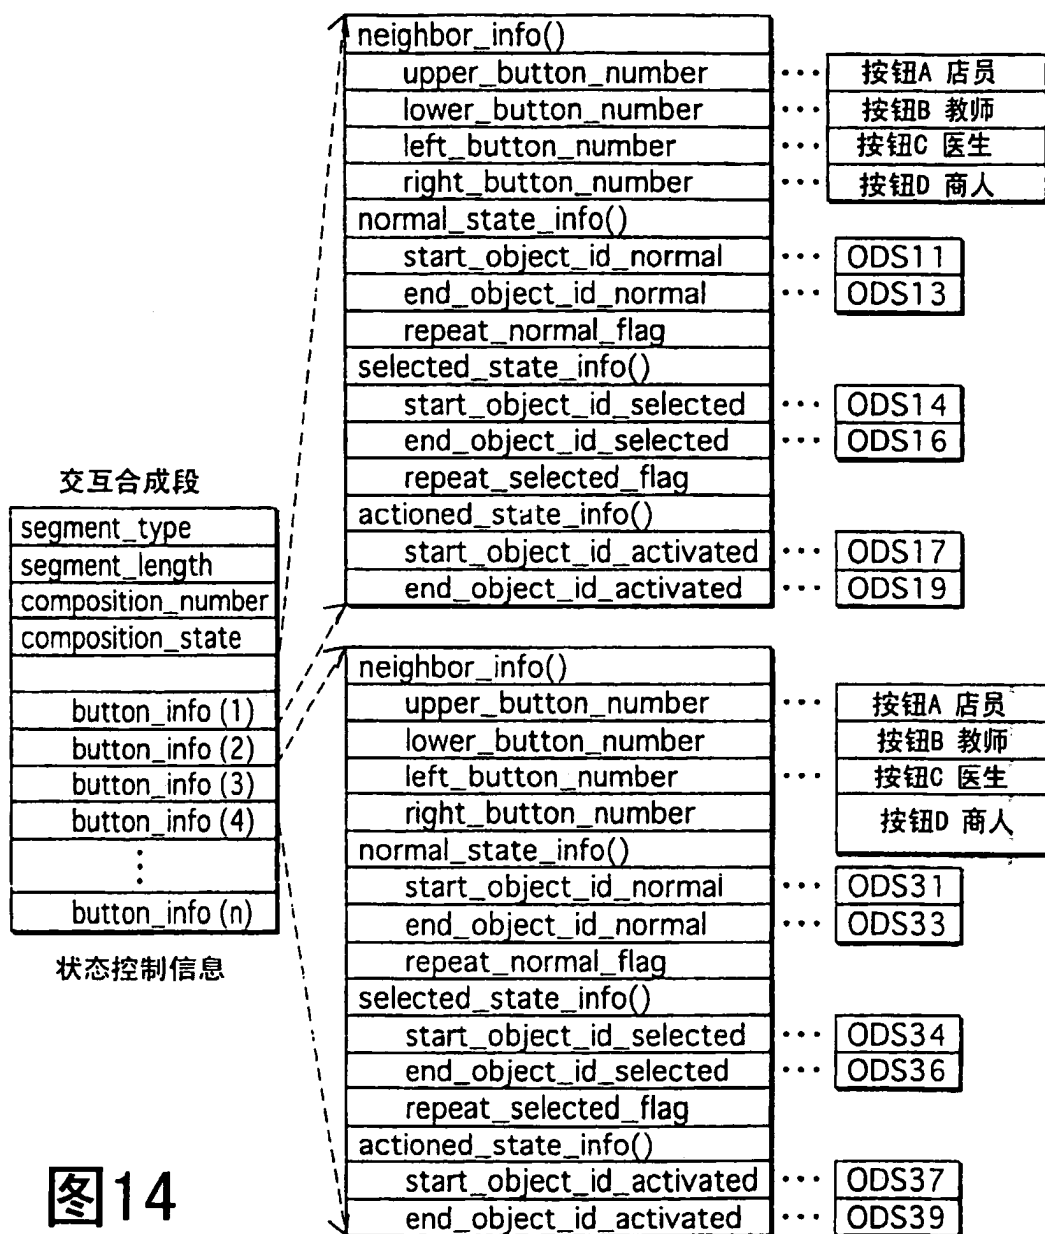 neighbor_info()
upper_button_number ··· 按钮A 店员
lower_button_number ··· 按钮B 教师
left_button_number ··· 按钮C 医生
right_button_number ··· 按钮D 商人
normal_state_info()
start_object_id_normal ··· ODS11
end_object_id_normal ··· ODS13
repeat_normal_flag
selected_state_info()
start_object_id_selected ··· ODS14
end_object_id_selected ··· ODS16
repeat_selected_flag
actioned_state_info()
start_object_id_activated ··· ODS17
end_object_id_activated ··· ODS19
交互合成段
segment_type
segment_length
composition_number
composition_state
button_info (1)
button_info (2)
button_info (3)
button_info (4)
⋮
button_info (n)
状态控制信息
neighbor_info()
upper_button_number ··· 按钮A 店员
lower_button_number 按钮B 教师
left_button_number ··· 按钮C 医生
right_button_number 按钮D 商人
normal_state_info()
start_object_id_normal ··· ODS31
end_object_id_normal ··· ODS33
repeat_normal_flag
selected_state_info()
start_object_id_selected ··· ODS34
end_object_id_selected ··· ODS36
repeat_selected_flag
actioned_state_info()
start_object_id_activated ··· ODS37
end_object_id_activated ··· ODS39
图14